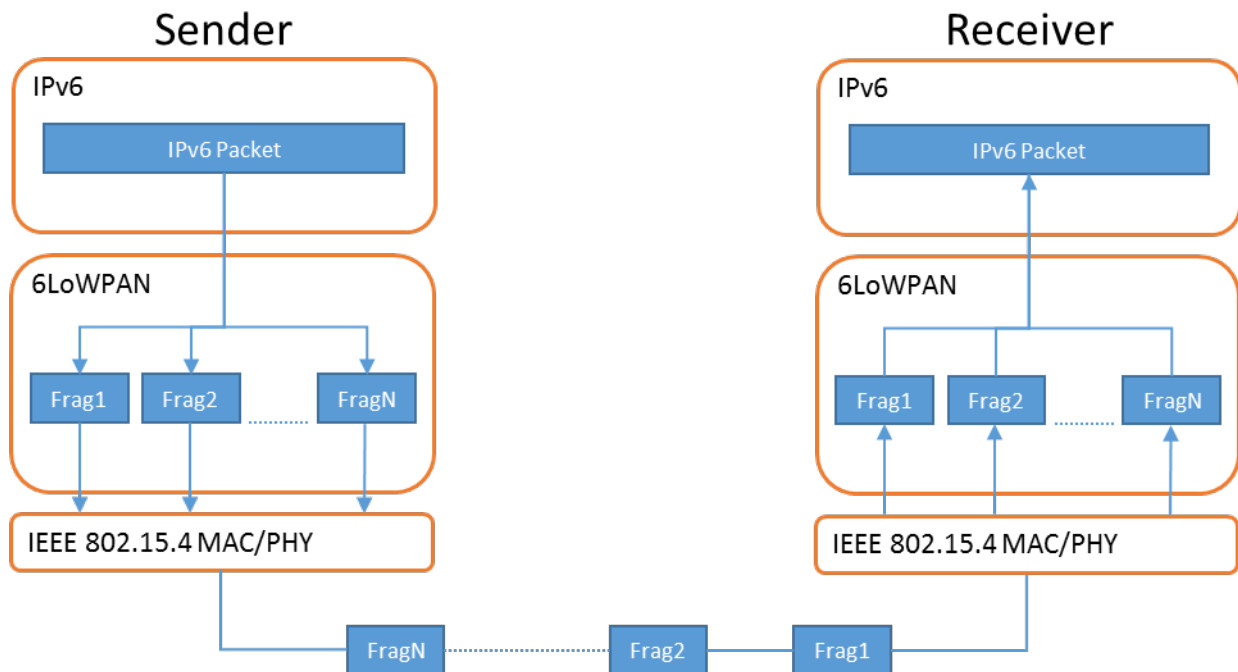 Sender
Receiver
IPv6
IPv6 Packet
6LoWPAN
Frag1
Frag2
FragN
IEEE 802.15.4 MAC/PHY
IPv6
IPv6 Packet
6LoWPAN
Frag1
Frag2
FragN
IEEE 802.15.4 MAC/PHY
FragN
Frag2
Frag1